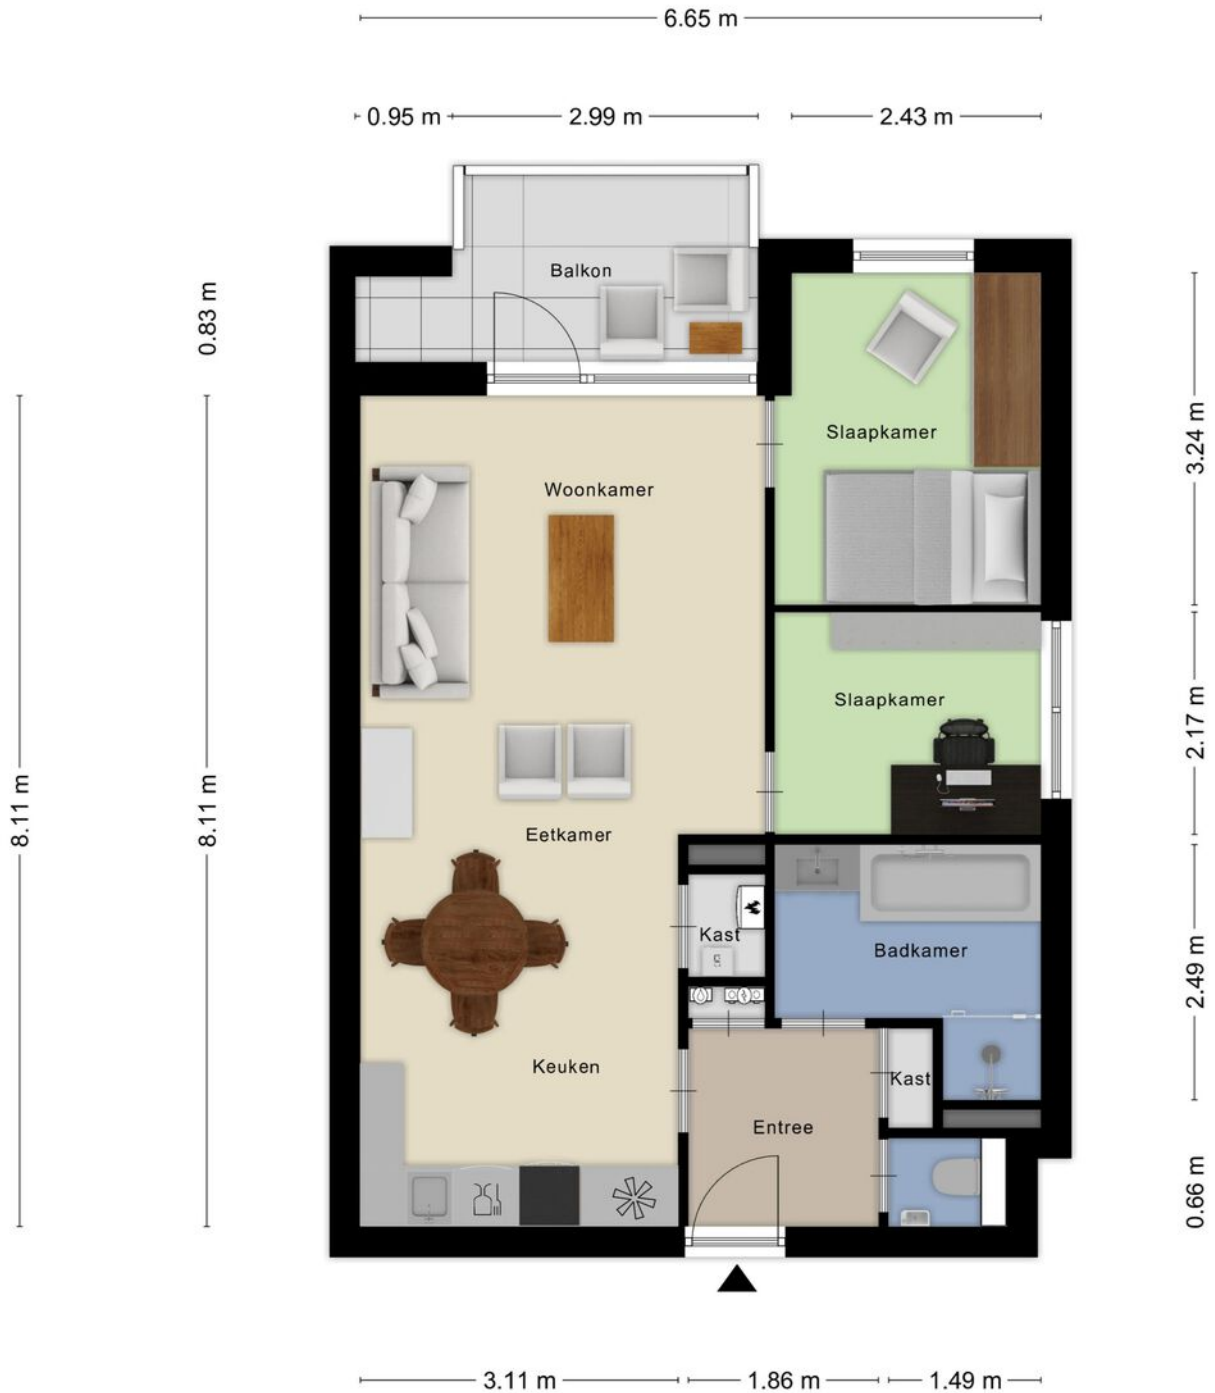 6.65 m
0.95 m
2.99 m
2.43 m
Balkon
0.83 m
Slaapkamer
3.24 m
Woonkamer
Slaapkamer
2.17 m
8.11 m
8.11 m
Eetkamer
Kast
Badkamer
2.49 m
Keuken
Kast
Entree
0.66 m
3.11 m
1.86 m
1.49 m